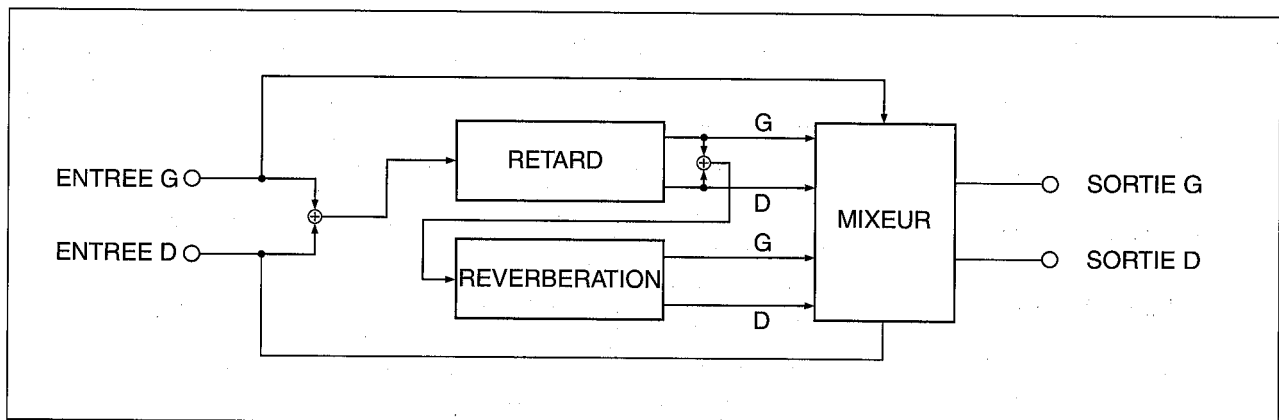 G
RETARD
ENTREE G
D
SORTIE G
MIXEUR
ENTREE D
G
SORTIE D
REVERBERATION
D